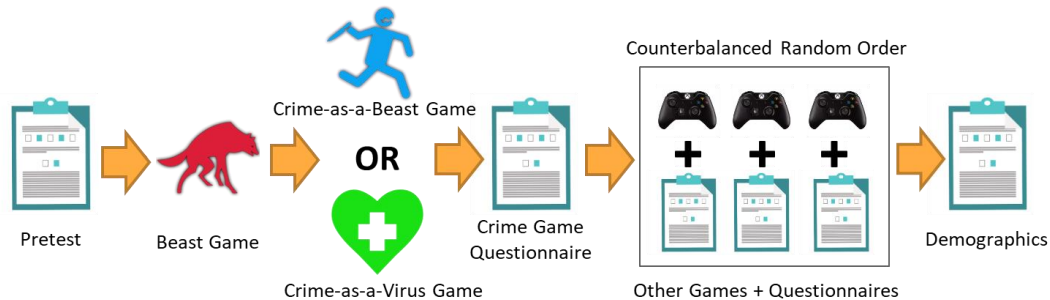 Pretest
Beast Game
Crime-as-a-Beast Game
OR
Crime-as-a-Virus Game
Crime Game
Questionnaire
Counterbalanced Random Order
Other Games + Questionnaires
Demographics